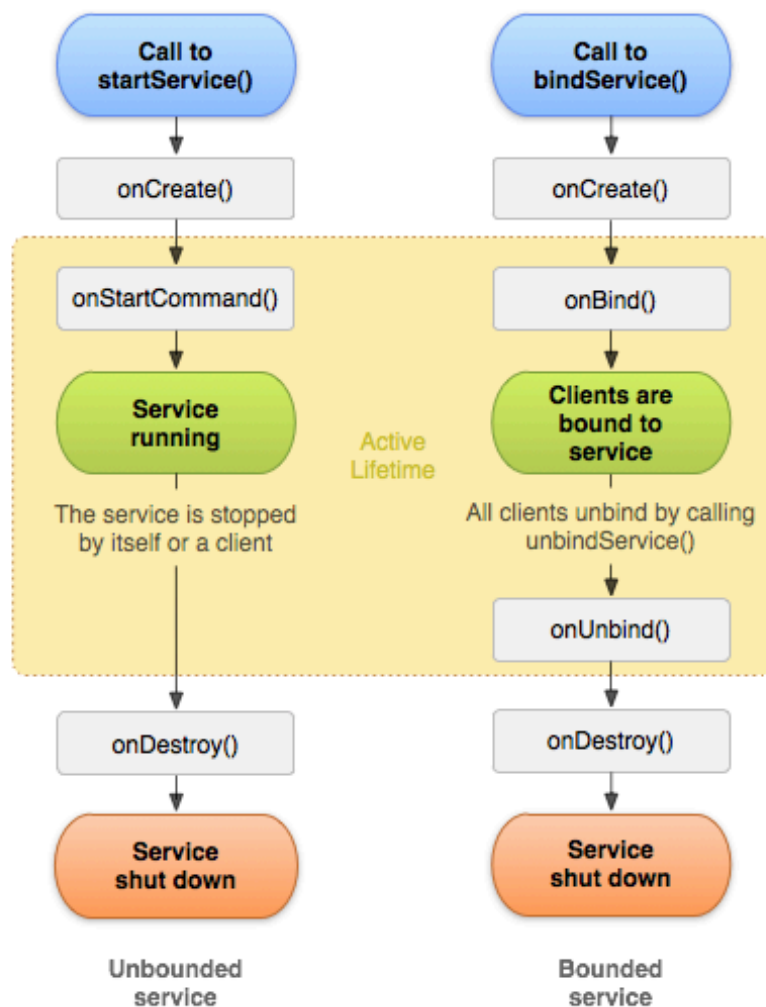 Call to
startService()
Call to
bindService()
onCreate()
onCreate()
onStartCommand()
onBind()
Service
running
Active
Lifetime
Clients are
bound to
service
The service is stopped
by itself or a client
All clients unbind by calling
unbindService()
onUnbind()
onDestroy()
onDestroy()
Service
shut down
Service
shut down
Unbounded
service
Bounded
service